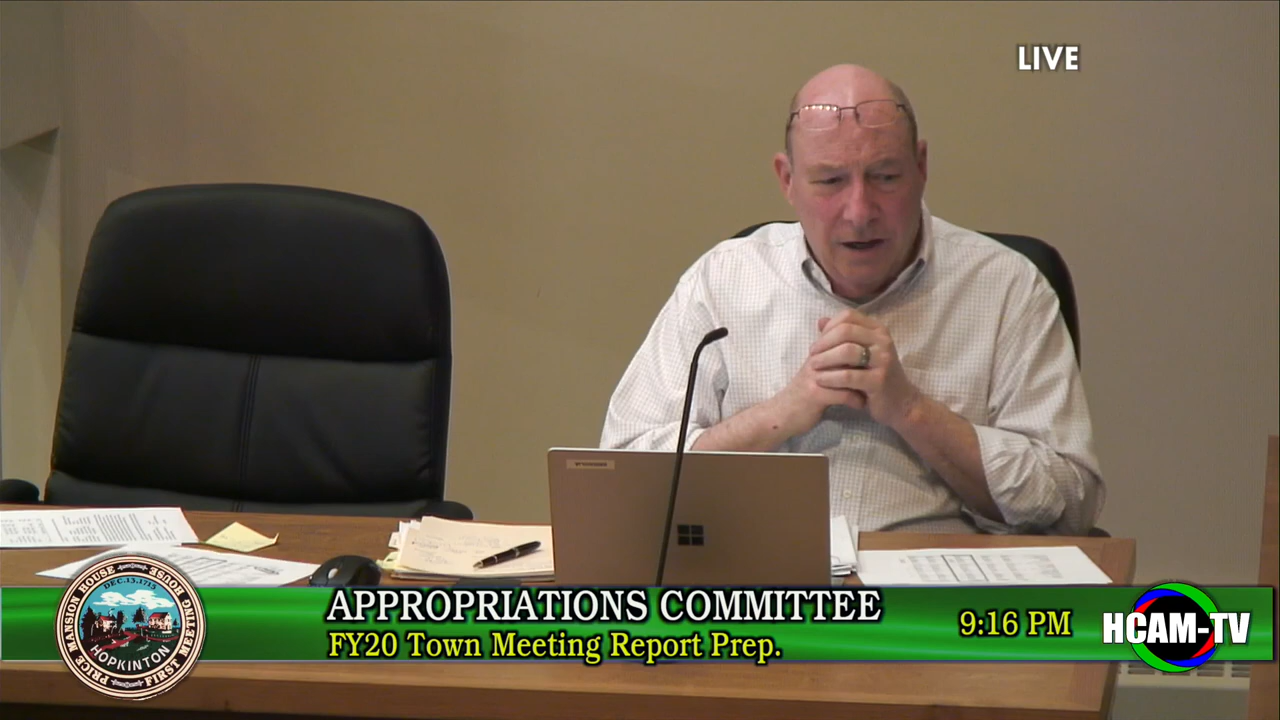 LIVE
APPROPRIATIONS COMMITTEE
FY20 Town Meeting Report Prep.
9:16 PM
HCAM-TV
PRICE MANSION HOUSE
FIRST MEETING HOUSE
DEC.13.1715
HOPKINTON